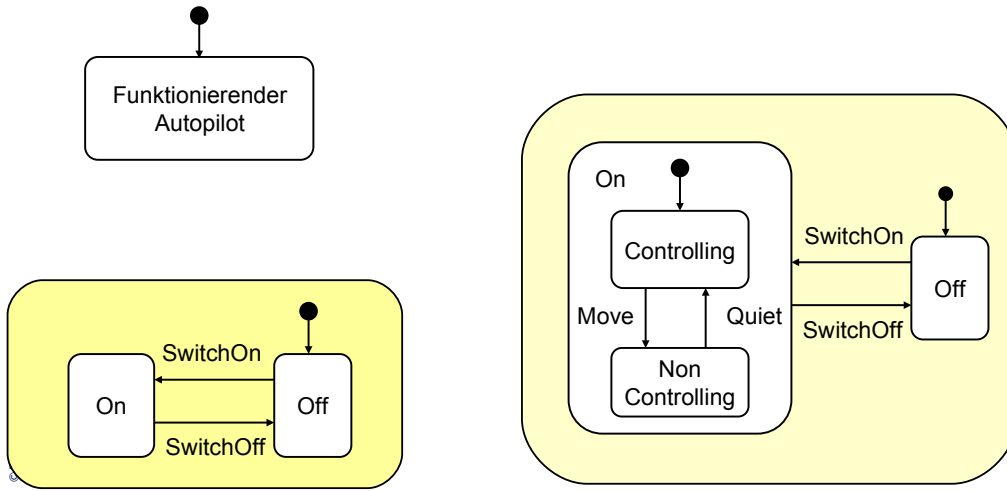 Funktionierender
Autopilot
SwitchOn
On
Off
SwitchOff
On
Controlling
SwitchOn
Off
Move
Quiet
SwitchOff
Non
Controlling
©